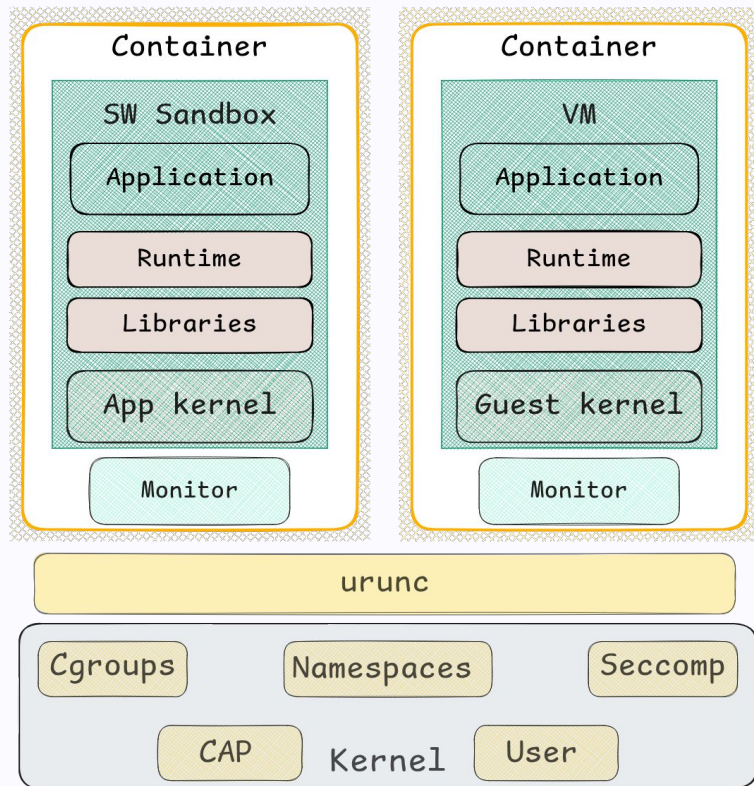 Container
SW Sandbox
Application
Runtime
Libraries
App kernel
Monitor
Container
VM
Application
Runtime
Libraries
Guest kernel
Monitor
urunc
Cgroups
Namespaces
Seccomp
CAP
Kernel
User